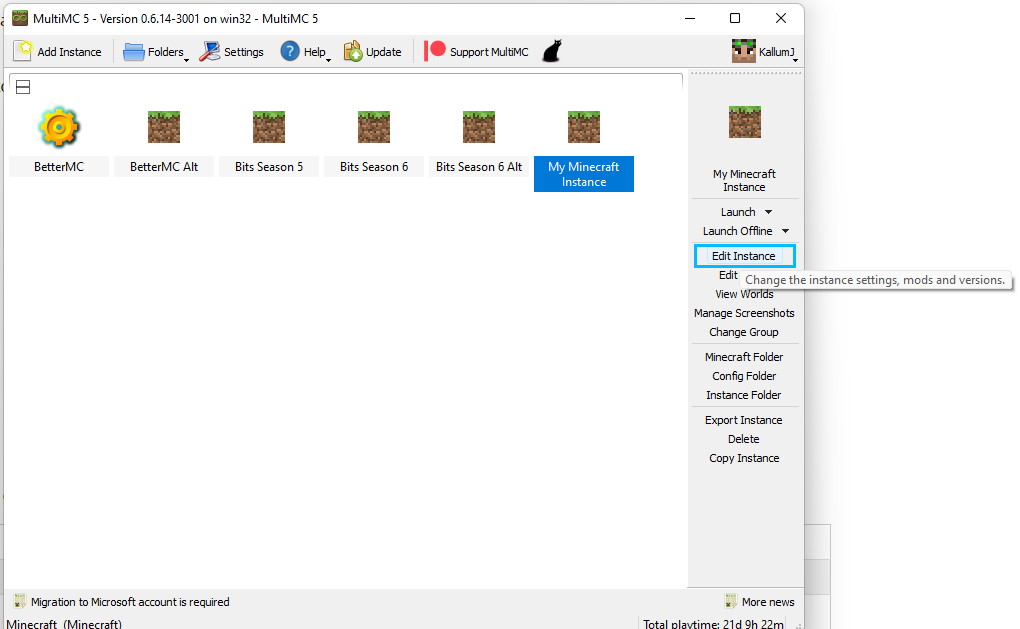 MultiMC 5 - Version 0.6.14-3001 on win32 - MultiMC 5
Add Instance Folders Settings Help Update Support MultiMC KallumJ
BetterMC BetterMC Alt Bits Season 5 Bits Season 6 Bits Season 6 Alt My Minecraft
Instance
My Minecraft
Instance
Launch
Launch Offline
Edit Instance
Edit
Change the instance settings, mods and versions.
View Worlds
Manage Screenshots
Change Group
Minecraft Folder
Config Folder
Instance Folder
Export Instance
Delete
Copy Instance
Migration to Microsoft account is required More news
Minecraft (Minecraft) Total playtime: 21d 9h 22m